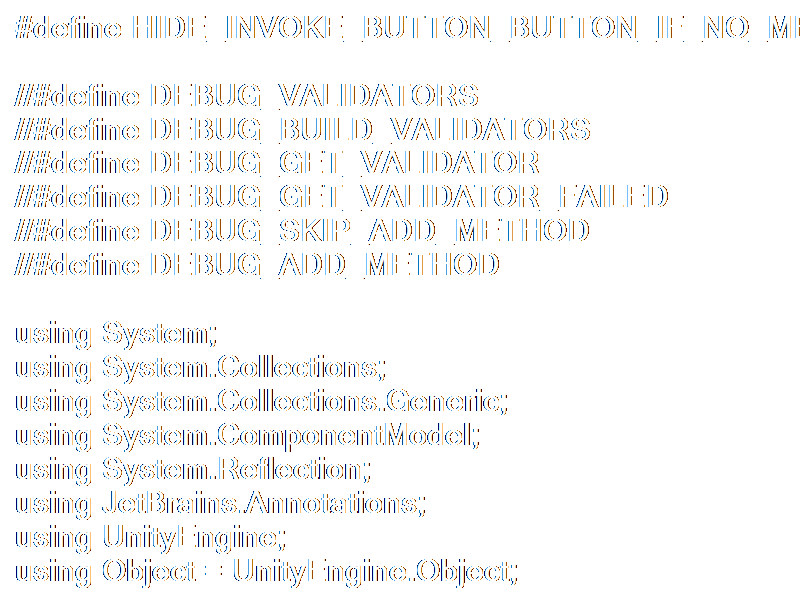 #define HIDE_INVOKE_BUTTON_BUTTON_IF_NO_ME
//#define DEBUG_VALIDATORS
//#define DEBUG_BUILD_VALIDATORS
//#define DEBUG_GET_VALIDATOR
//#define DEBUG_GET_VALIDATOR_FAILED
//#define DEBUG_SKIP_ADD_METHOD
//#define DEBUG_ADD_METHOD
using System;
using System.Collections;
using System.Collections.Generic;
using System.ComponentModel;
using System.Reflection;
using JetBrains.Annotations;
using UnityEngine;
using Object = UnityEngine.Object;